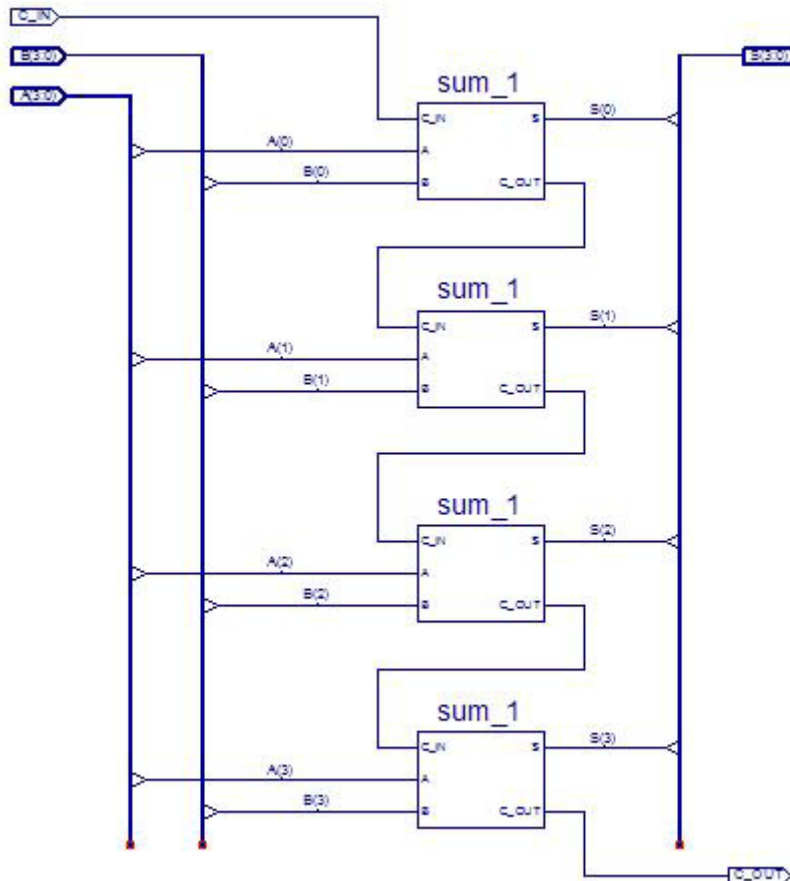 C_IN
B(3:0)
S(3:0)
A(3:0)
sum_1
C_IN S S(0)
A(0) A
B(0) B C_OUT
sum_1
C_IN S S(1)
A(1) A
B(1) B C_OUT
sum_1
C_IN S S(2)
A(2) A
B(2) B C_OUT
sum_1
C_IN S S(3)
A(3) A
B(3) B C_OUT
C_OUT